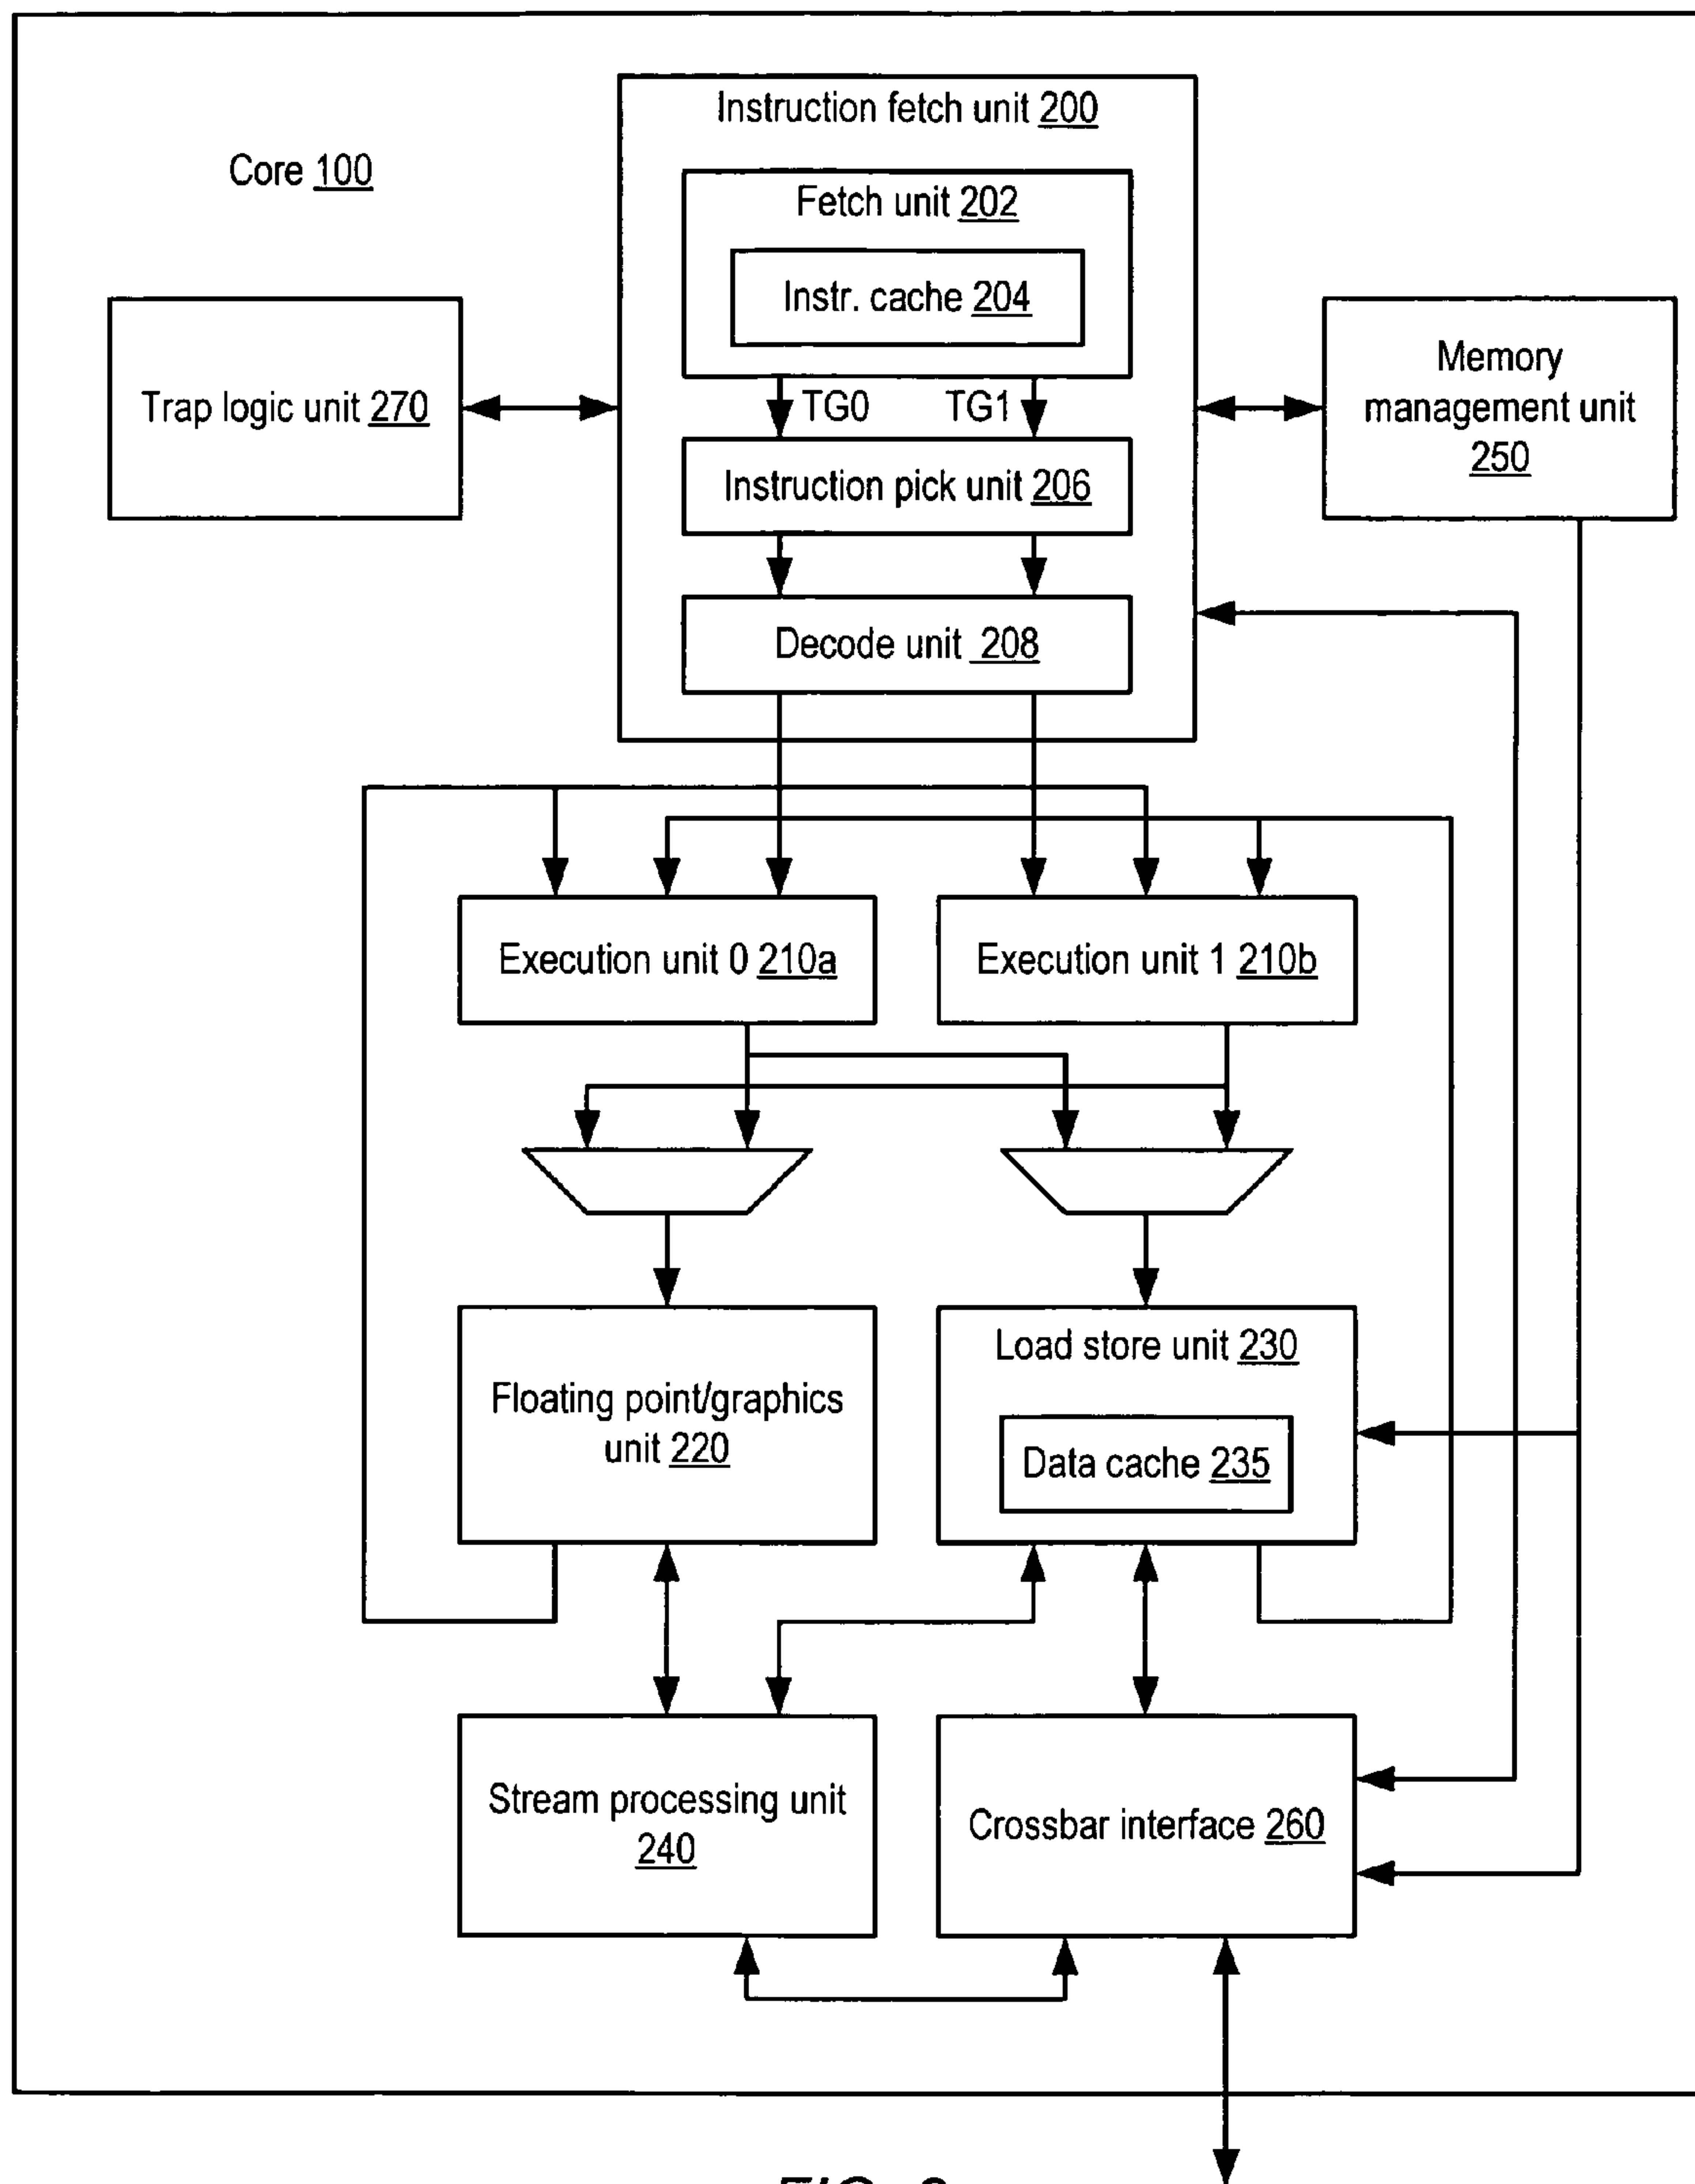 Instruction fetch unit 200
Core 100
Fetch unit 202
Instr. cache 204
Trap logic unit 270
TG0
TG1
Memory
management unit
250
Instruction pick unit 206
Decode unit 208
Execution unit 0 210a
Execution unit 1 210b
Load store unit 230
Floating point/graphics
unit 220
Data cache 235
Stream processing unit
240
Crossbar interface 260